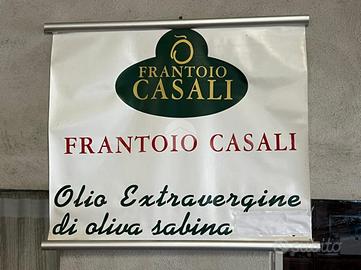 Ô
FRANTOIO
CASALI
FRANTOIO CASALI
Olio Extravergine
di oliva sabina